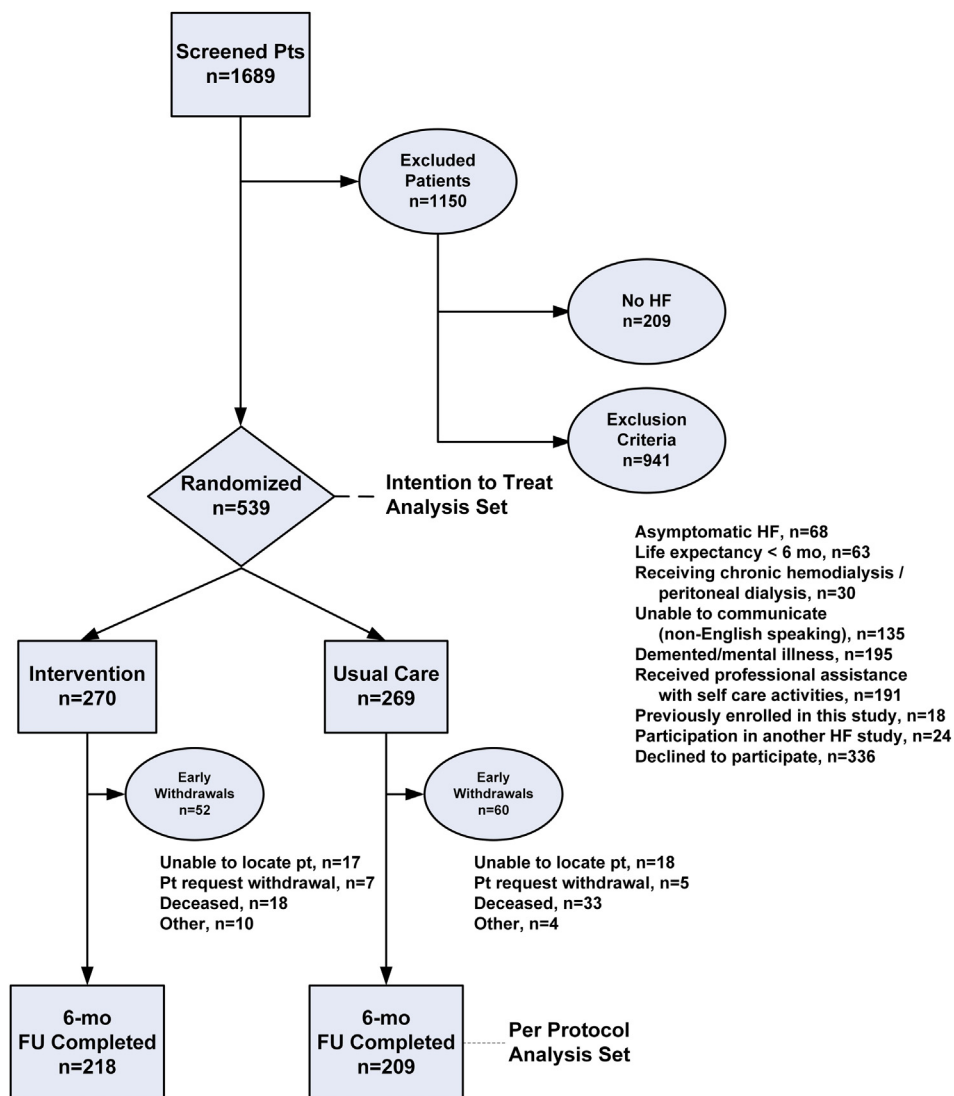 Screened Pts
n=1689
Excluded
Patients
n=1150
No HF
n=209
Exclusion
Criteria
n=941
Randomized
n=539
Intention to Treat
Analysis Set
Asymptomatic HF, n=68
Life expectancy < 6 mo, n=63
Receiving chronic hemodialysis /
peritoneal dialysis, n=30
Unable to communicate
(non-English speaking), n=135
Demented/mental illness, n=195
Received professional assistance
with self care activities, n=191
Previously enrolled in this study, n=18
Participation in another HF study, n=24
Declined to participate, n=336
Intervention
n=270
Usual Care
n=269
Early
Withdrawals
n=52
Early
Withdrawals
n=60
Unable to locate pt, n=17
Pt request withdrawal, n=7
Deceased, n=18
Other, n=10
Unable to locate pt, n=18
Pt request withdrawal, n=5
Deceased, n=33
Other, n=4
6-mo
FU Completed
n=218
6-mo
FU Completed
n=209
Per Protocol
Analysis Set